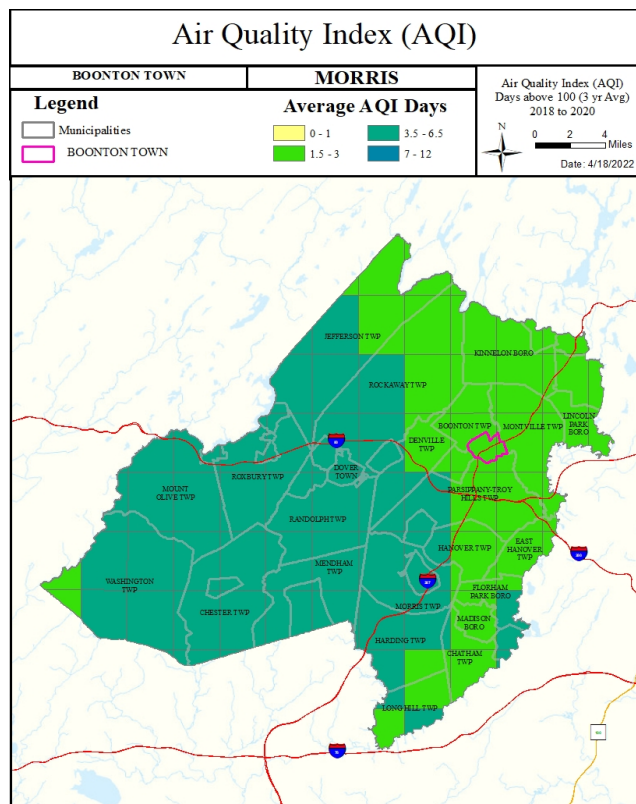 Air Quality Index (AQI)
BOONTON TOWN
MORRIS
Legend
Municipalities
BOONTON TOWN
Average AQI Days
0 - 1
1.5 - 3
3.5 - 6.5
7 - 12
Air Quality Index (AQI)
Days above 100 (3 yr Avg)
2018 to 2020
N
0 2 4
Miles
Date: 4/18/2022
JEFFERSON TWP
KINNELON BORO
ROCKAWAY TWP
LINCOLN
PARK
BORO
BOONTON TWP
MONTVILLE TWP
DENVILLE
TWP
80
DOVER
TOWN
ROXBURY TWP
MOUNT
OLIVE TWP
PARSIPPANY-TROY
HILLS TWP
RANDOLPH TWP
HANOVER TWP
EAST
HANOVER
TWP
MENDHAM
TWP
WASHINGTON
TWP
287
FLORHAM
PARK BORO
CHESTER TWP
MORRIS TWP
MADISON
BORO
HARDING TWP
CHATHAM
TWP
LONG HILL TWP